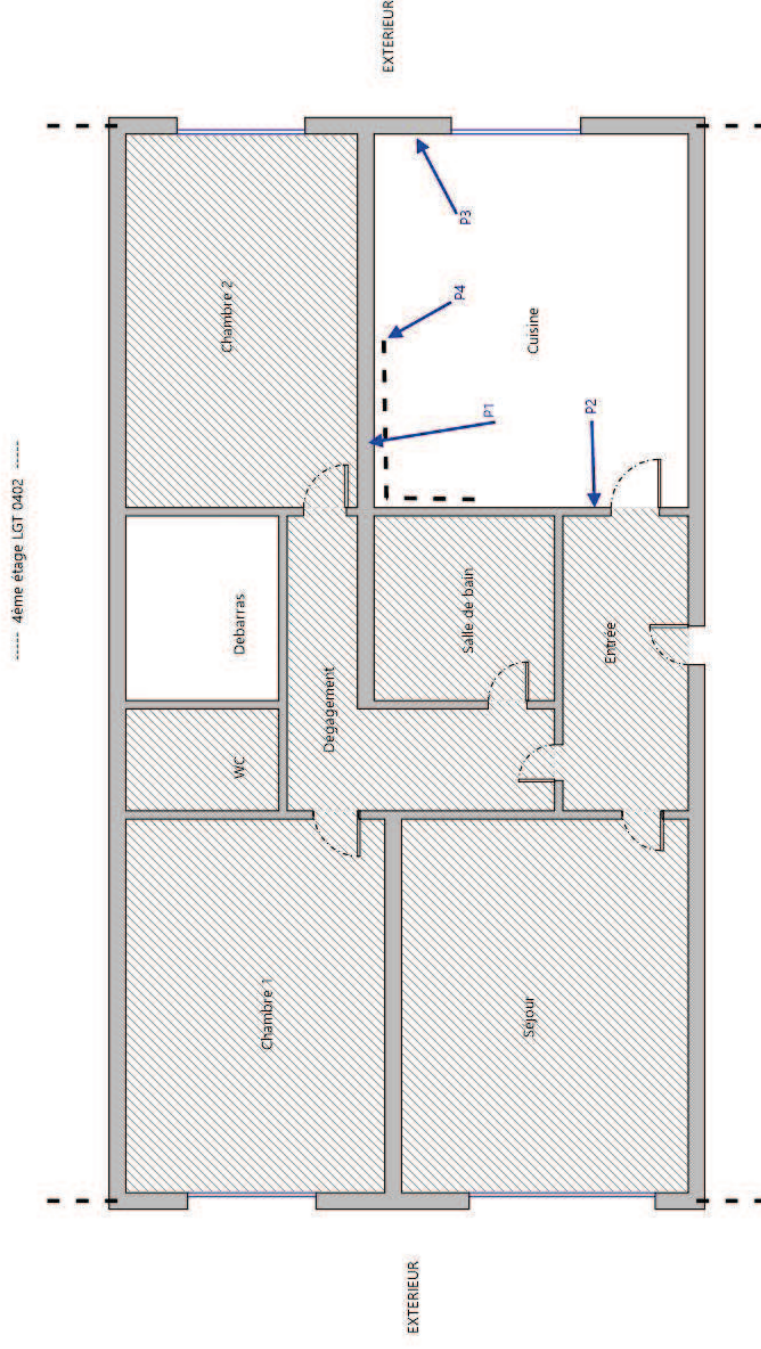 ----- 4ème étage LGT 0402 -----
EXTERIEUR
Chambre 2
P3
P4
Cuisine
P1
P2
Debarras
Salle de bain
Entrée
WC
Dégagement
Chambre 1
Séjour
EXTERIEUR